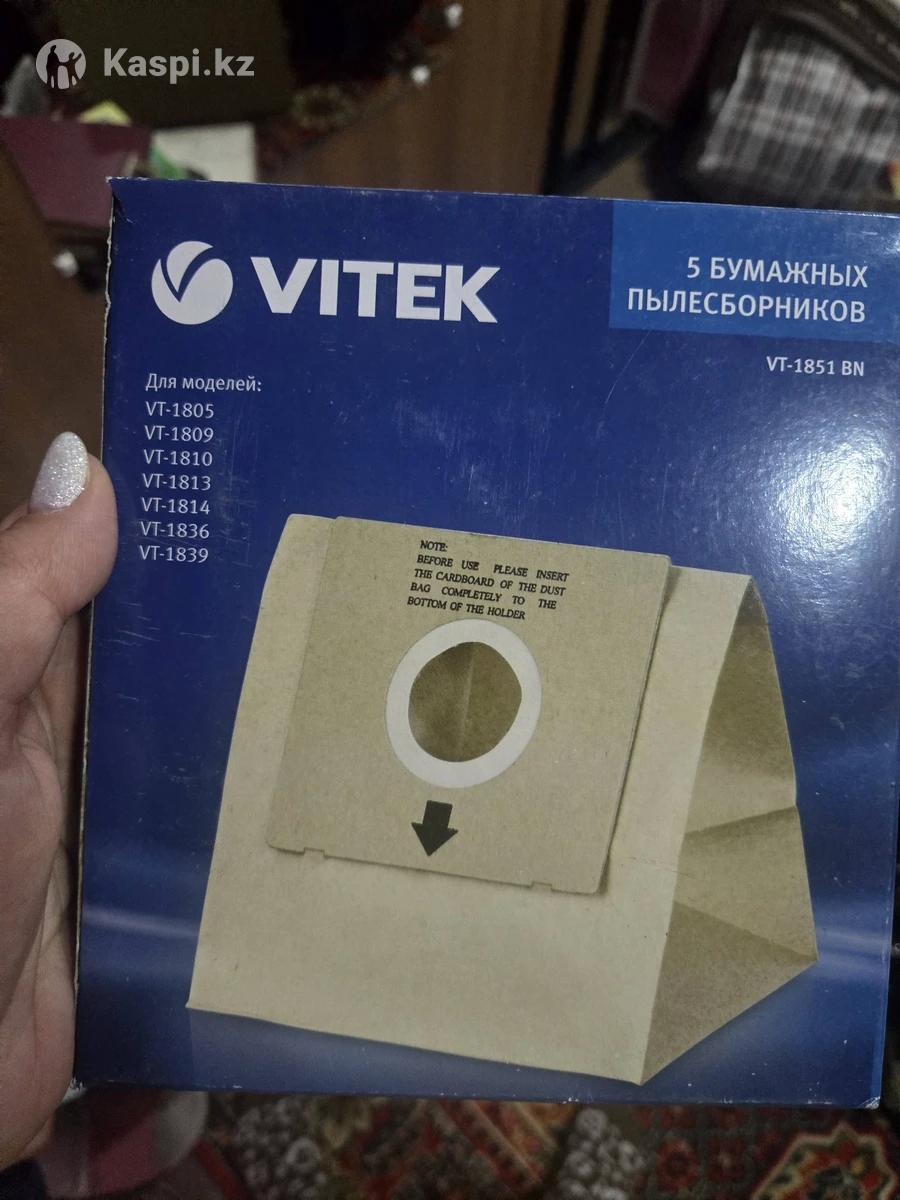 Kaspi.kz
VITEK
5 БУМАЖНЫХ
ПЫЛЕСБОРНИКОВ
VT-1851 BN
Для моделей:
VT-1805
VT-1809
VT-1810
VT-1813
VT-1814
VT-1836
VT-1839
NOTE:
BEFORE USE PLEASE INSERT
THE CARDBOARD OF THE DUST
BAG COMPLETELY TO THE
BOTTOM OF THE HOLDER